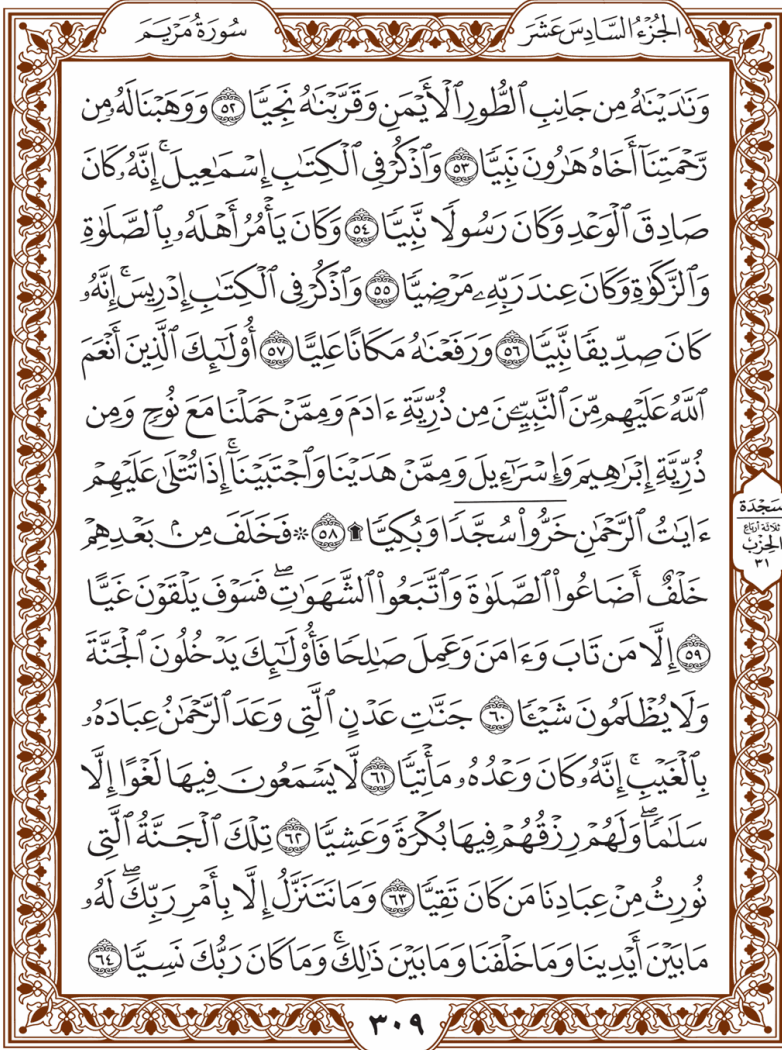 الجُزْءُ السَّادِسَ عَشَرَ
سُورَةُ مَرْيَمَ
وَنَٰدَيْنَٰهُ مِن جَانِبِ ٱلطُّورِ ٱلْأَيْمَنِ وَقَرَّبْنَٰهُ نَجِيًّا ٥٢ وَوَهَبْنَا لَهُۥ مِن
رَّحْمَتِنَآ أَخَاهُ هَٰرُونَ نَبِيًّا ٥٣ وَٱذْكُرْ فِى ٱلْكِتَٰبِ إِسْمَٰعِيلَ ۚ إِنَّهُۥ كَانَ
صَادِقَ ٱلْوَعْدِ وَكَانَ رَسُولًا نَّبِيًّا ٥٤ وَكَانَ يَأْمُرُ أَهْلَهُۥ بِٱلصَّلَوٰةِ
وَٱلزَّكَوٰةِ وَكَانَ عِندَ رَبِّهِۦ مَرْضِيًّا ٥٥ وَٱذْكُرْ فِى ٱلْكِتَٰبِ إِدْرِيسَ ۚ إِنَّهُۥ
كَانَ صِدِّيقًا نَّبِيًّا ٥٦ وَرَفَعْنَٰهُ مَكَانًا عَلِيًّا ٥٧ أُو۟لَٰٓئِكَ ٱلَّذِينَ أَنْعَمَ
ٱللَّهُ عَلَيْهِم مِّنَ ٱلنَّبِيِّـۧنَ مِن ذُرِّيَّةِ ءَادَمَ وَمِمَّنْ حَمَلْنَا مَعَ نُوحٍ وَمِن
ذُرِّيَّةِ إِبْرَٰهِيمَ وَإِسْرَٰٓءِيلَ وَمِمَّنْ هَدَيْنَا وَٱجْتَبَيْنَآ ۚ إِذَا تُتْلَىٰ عَلَيْهِمْ
ءَايَٰتُ ٱلرَّحْمَٰنِ خَرُّوا۟ سُجَّدًا وَبُكِيًّا ۩ ٥٨ ۞ فَخَلَفَ مِنۢ بَعْدِهِمْ
خَلْفٌ أَضَاعُوا۟ ٱلصَّلَوٰةَ وَٱتَّبَعُوا۟ ٱلشَّهَوَٰتِ ۖ فَسَوْفَ يَلْقَوْنَ غَيًّا
٥٩ إِلَّا مَن تَابَ وَءَامَنَ وَعَمِلَ صَٰلِحًا فَأُو۟لَٰٓئِكَ يَدْخُلُونَ ٱلْجَنَّةَ
وَلَا يُظْلَمُونَ شَيْـًٔا ٦٠ جَنَّٰتِ عَدْنٍ ٱلَّتِى وَعَدَ ٱلرَّحْمَٰنُ عِبَادَهُۥ
بِٱلْغَيْبِ ۚ إِنَّهُۥ كَانَ وَعْدُهُۥ مَأْتِيًّا ٦١ لَّا يَسْمَعُونَ فِيهَا لَغْوًا إِلَّا
سَلَٰمًا ۖ وَلَهُمْ رِزْقُهُمْ فِيهَا بُكْرَةً وَعَشِيًّا ٦٢ تِلْكَ ٱلْجَنَّةُ ٱلَّتِى
نُورِثُ مِنْ عِبَادِنَا مَن كَانَ تَقِيًّا ٦٣ وَمَا نَتَنَزَّلُ إِلَّا بِأَمْرِ رَبِّكَ ۖ لَهُۥ
مَا بَيْنَ أَيْدِينَا وَمَا خَلْفَنَا وَمَا بَيْنَ ذَٰلِكَ ۚ وَمَا كَانَ رَبُّكَ نَسِيًّا ٦٤
سَجْدَة
ثلاثة أرباع
الحِزْب
٣١
٣٠٩